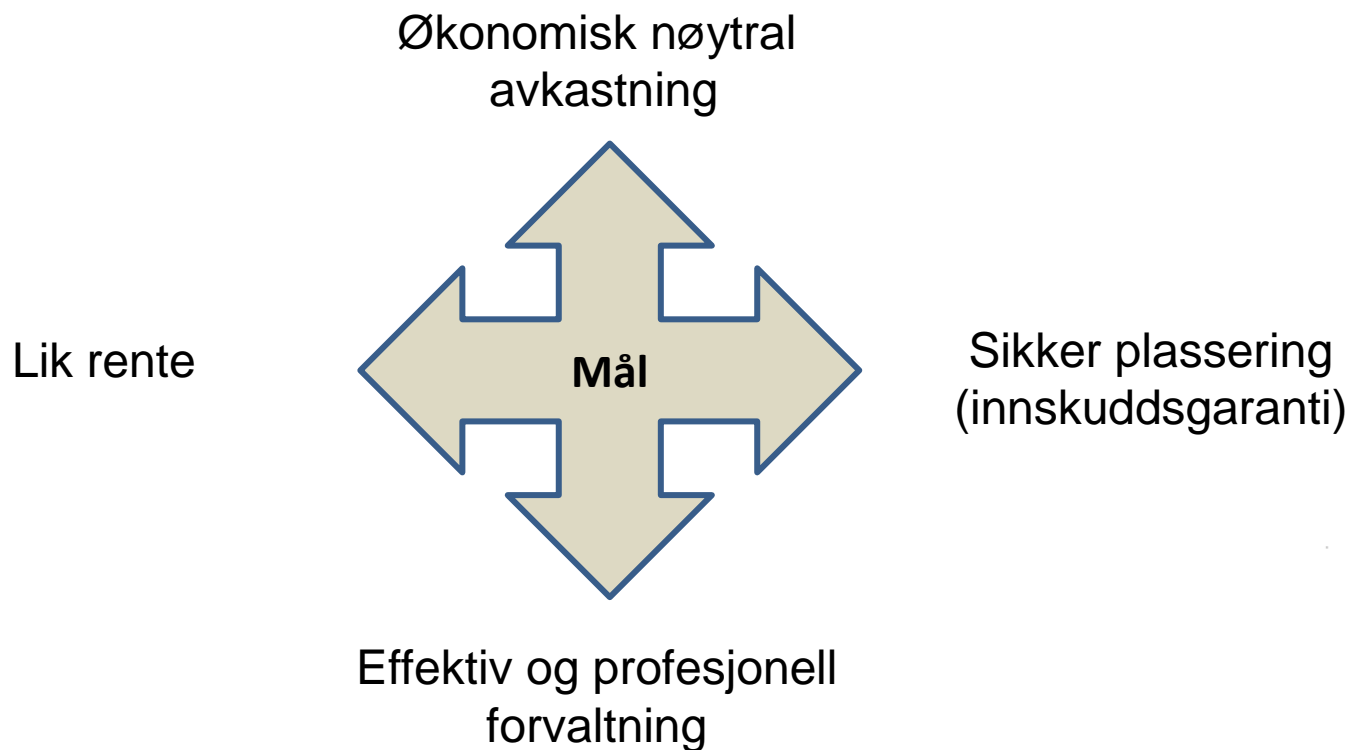 Økonomisk nøytral
avkastning
Lik rente
Mål
Sikker plassering
(innskuddsgaranti)
Effektiv og profesjonell
forvaltning